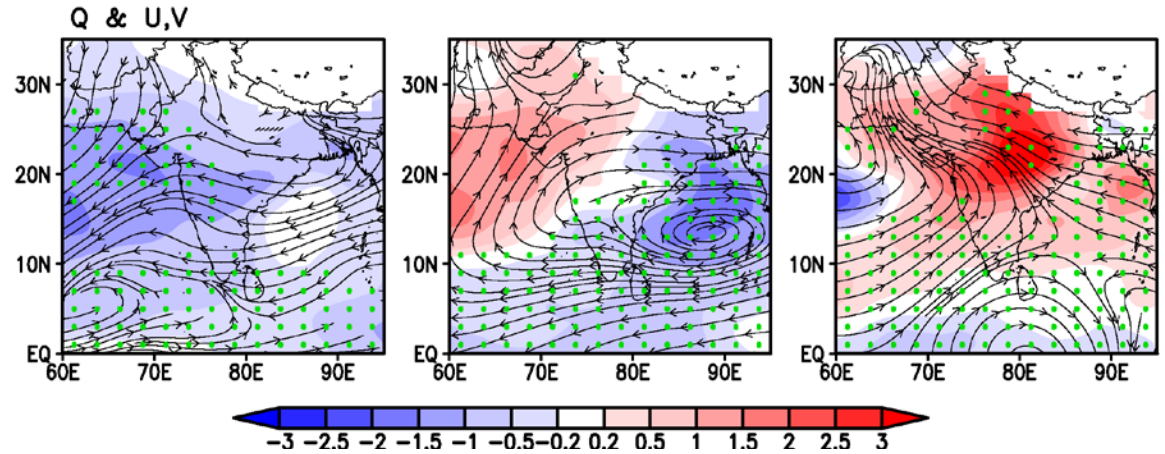 Q & U,V
30N 30N 30N
20N 20N 20N
10N 10N 10N
EQ EQ EQ
60E 70E 80E 90E 60E 70E 80E 90E 60E 70E 80E 90E
-3 -2.5 -2 -1.5 -1 -0.5 -0.2 0.2 0.5 1 1.5 2 2.5 3